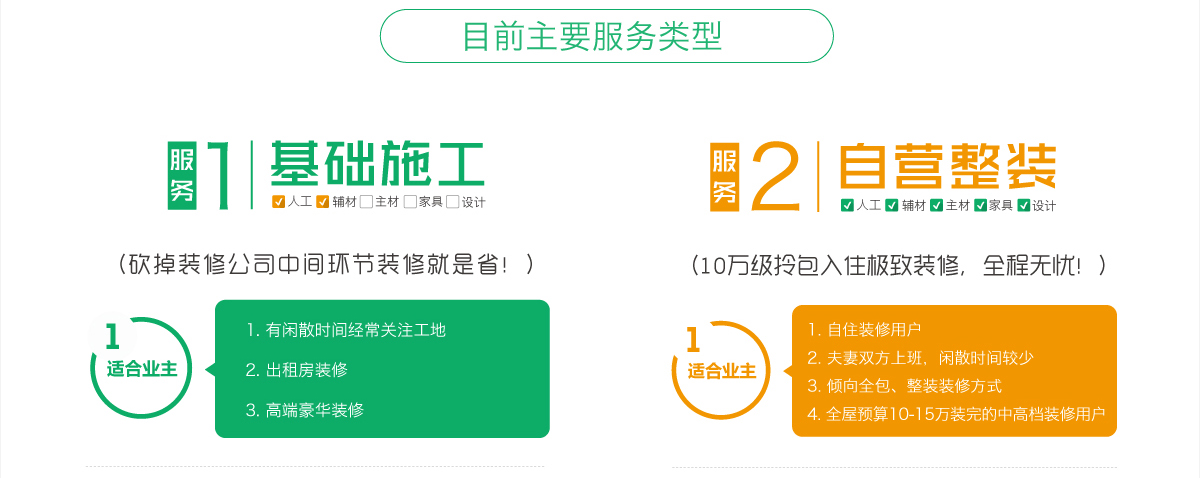 目前主要服务类型
服务 1 基础施工
人工 辅材 主材 家具 设计
（砍掉装修公司中间环节装修就是省！）
1
适合业主
1. 有闲散时间经常关注工地
2. 出租房装修
3. 高端豪华装修
服务 2 自营整装
人工 辅材 主材 家具 设计
（10万级拎包入住极致装修，全程无忧！）
1
适合业主
1. 自住装修用户
2. 夫妻双方上班，闲散时间较少
3. 倾向全包、整装装修方式
4. 全屋预算10-15万装完的中高档装修用户